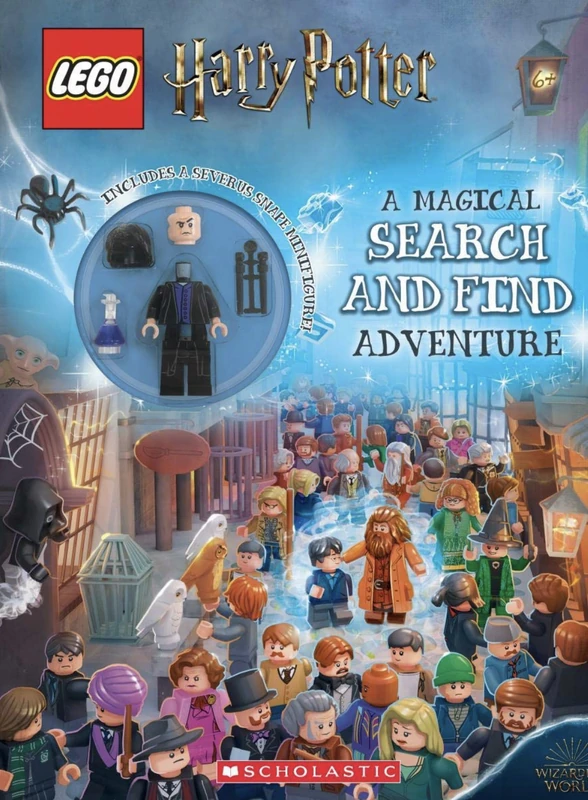 LEGO
Harry Potter
6+
INCLUDES A SEVERUS SNAPE MINIFIGURE!
A MAGICAL
SEARCH
AND FIND
ADVENTURE
SCHOLASTIC